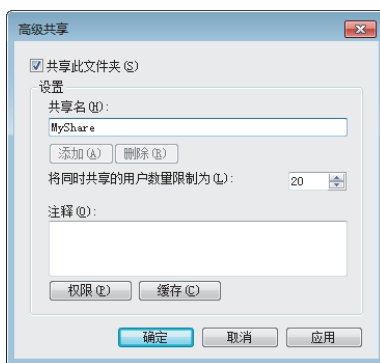 高级共享
共享此文件夹(S)
设置
共享名(H):
MyShare
添加(A) 删除(R)
将同时共享的用户数量限制为(L): 20
注释(O):
权限(P) 缓存(C)
确定 取消 应用